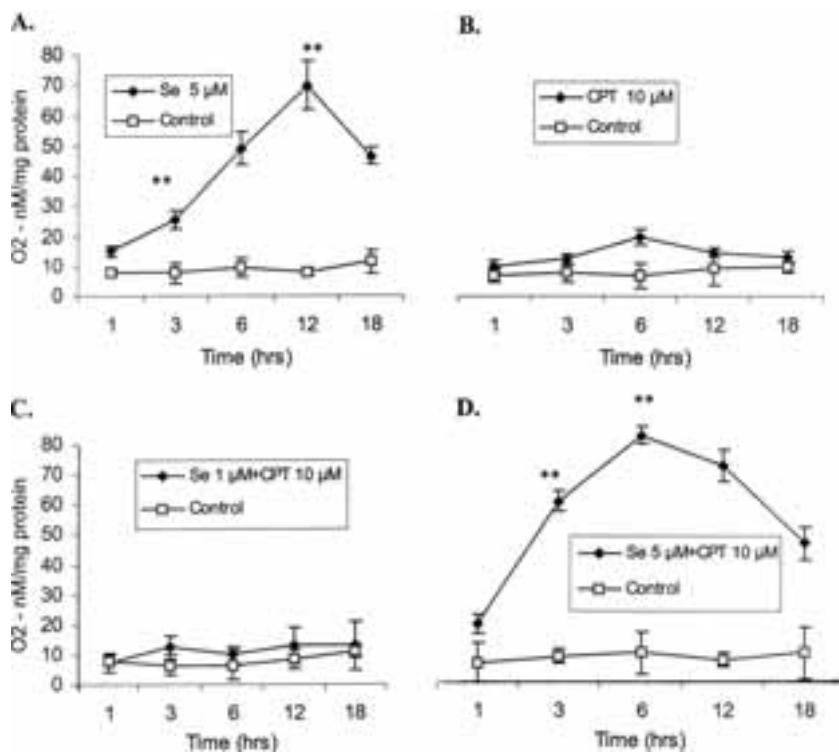 A.
**
80
70
60
50
40
30
20
10
0
O2 - nM/mg protein
Se 5 µM
Control
**
1 3 6 12 18
Time (hrs)
B.
CPT 10 µM
Control
1 3 6 12 18
Time (hrs)
C.
80
70
60
50
40
30
20
10
0
O2 - nM/mg protein
Se 1 µM+CPT 10 µM
Control
1 3 6 12 18
Time (hrs)
D.
**
**
Se 5 µM+CPT 10 µM
Control
1 3 6 12 18
Time (hrs)